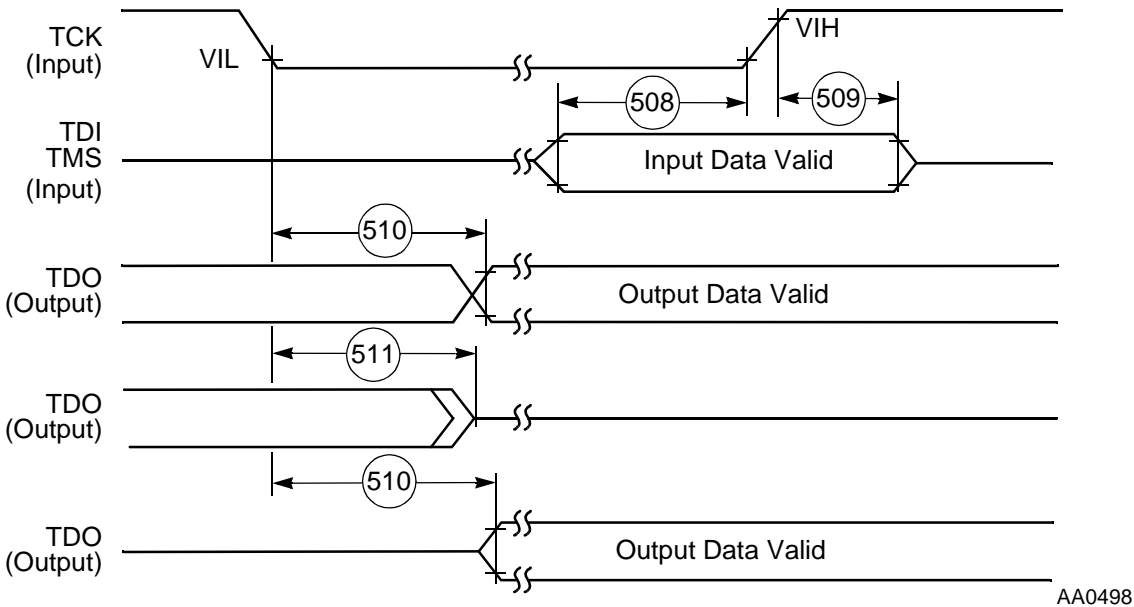 TCK
(Input)
VIL
VIH
508
509
TDI
TMS
(Input)
Input Data Valid
510
TDO
(Output)
Output Data Valid
511
TDO
(Output)
510
TDO
(Output)
Output Data Valid
AA0498